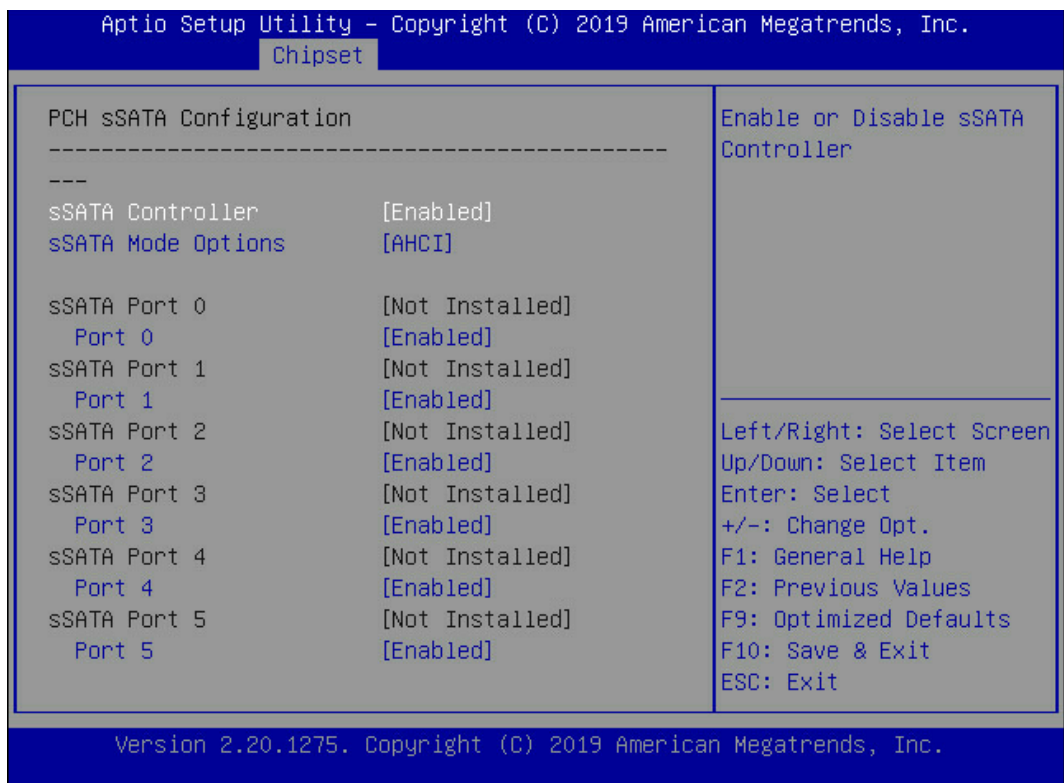 Aptio Setup Utility – Copyright (C) 2019 American Megatrends, Inc.
Chipset
PCH sSATA Configuration
------------------------------------------------
---
sSATA Controller [Enabled]
sSATA Mode Options [AHCI]
sSATA Port 0 [Not Installed]
Port 0 [Enabled]
sSATA Port 1 [Not Installed]
Port 1 [Enabled]
sSATA Port 2 [Not Installed]
Port 2 [Enabled]
sSATA Port 3 [Not Installed]
Port 3 [Enabled]
sSATA Port 4 [Not Installed]
Port 4 [Enabled]
sSATA Port 5 [Not Installed]
Port 5 [Enabled]
Enable or Disable sSATA
Controller
Left/Right: Select Screen
Up/Down: Select Item
Enter: Select
+/-: Change Opt.
F1: General Help
F2: Previous Values
F9: Optimized Defaults
F10: Save & Exit
ESC: Exit
Version 2.20.1275. Copyright (C) 2019 American Megatrends, Inc.